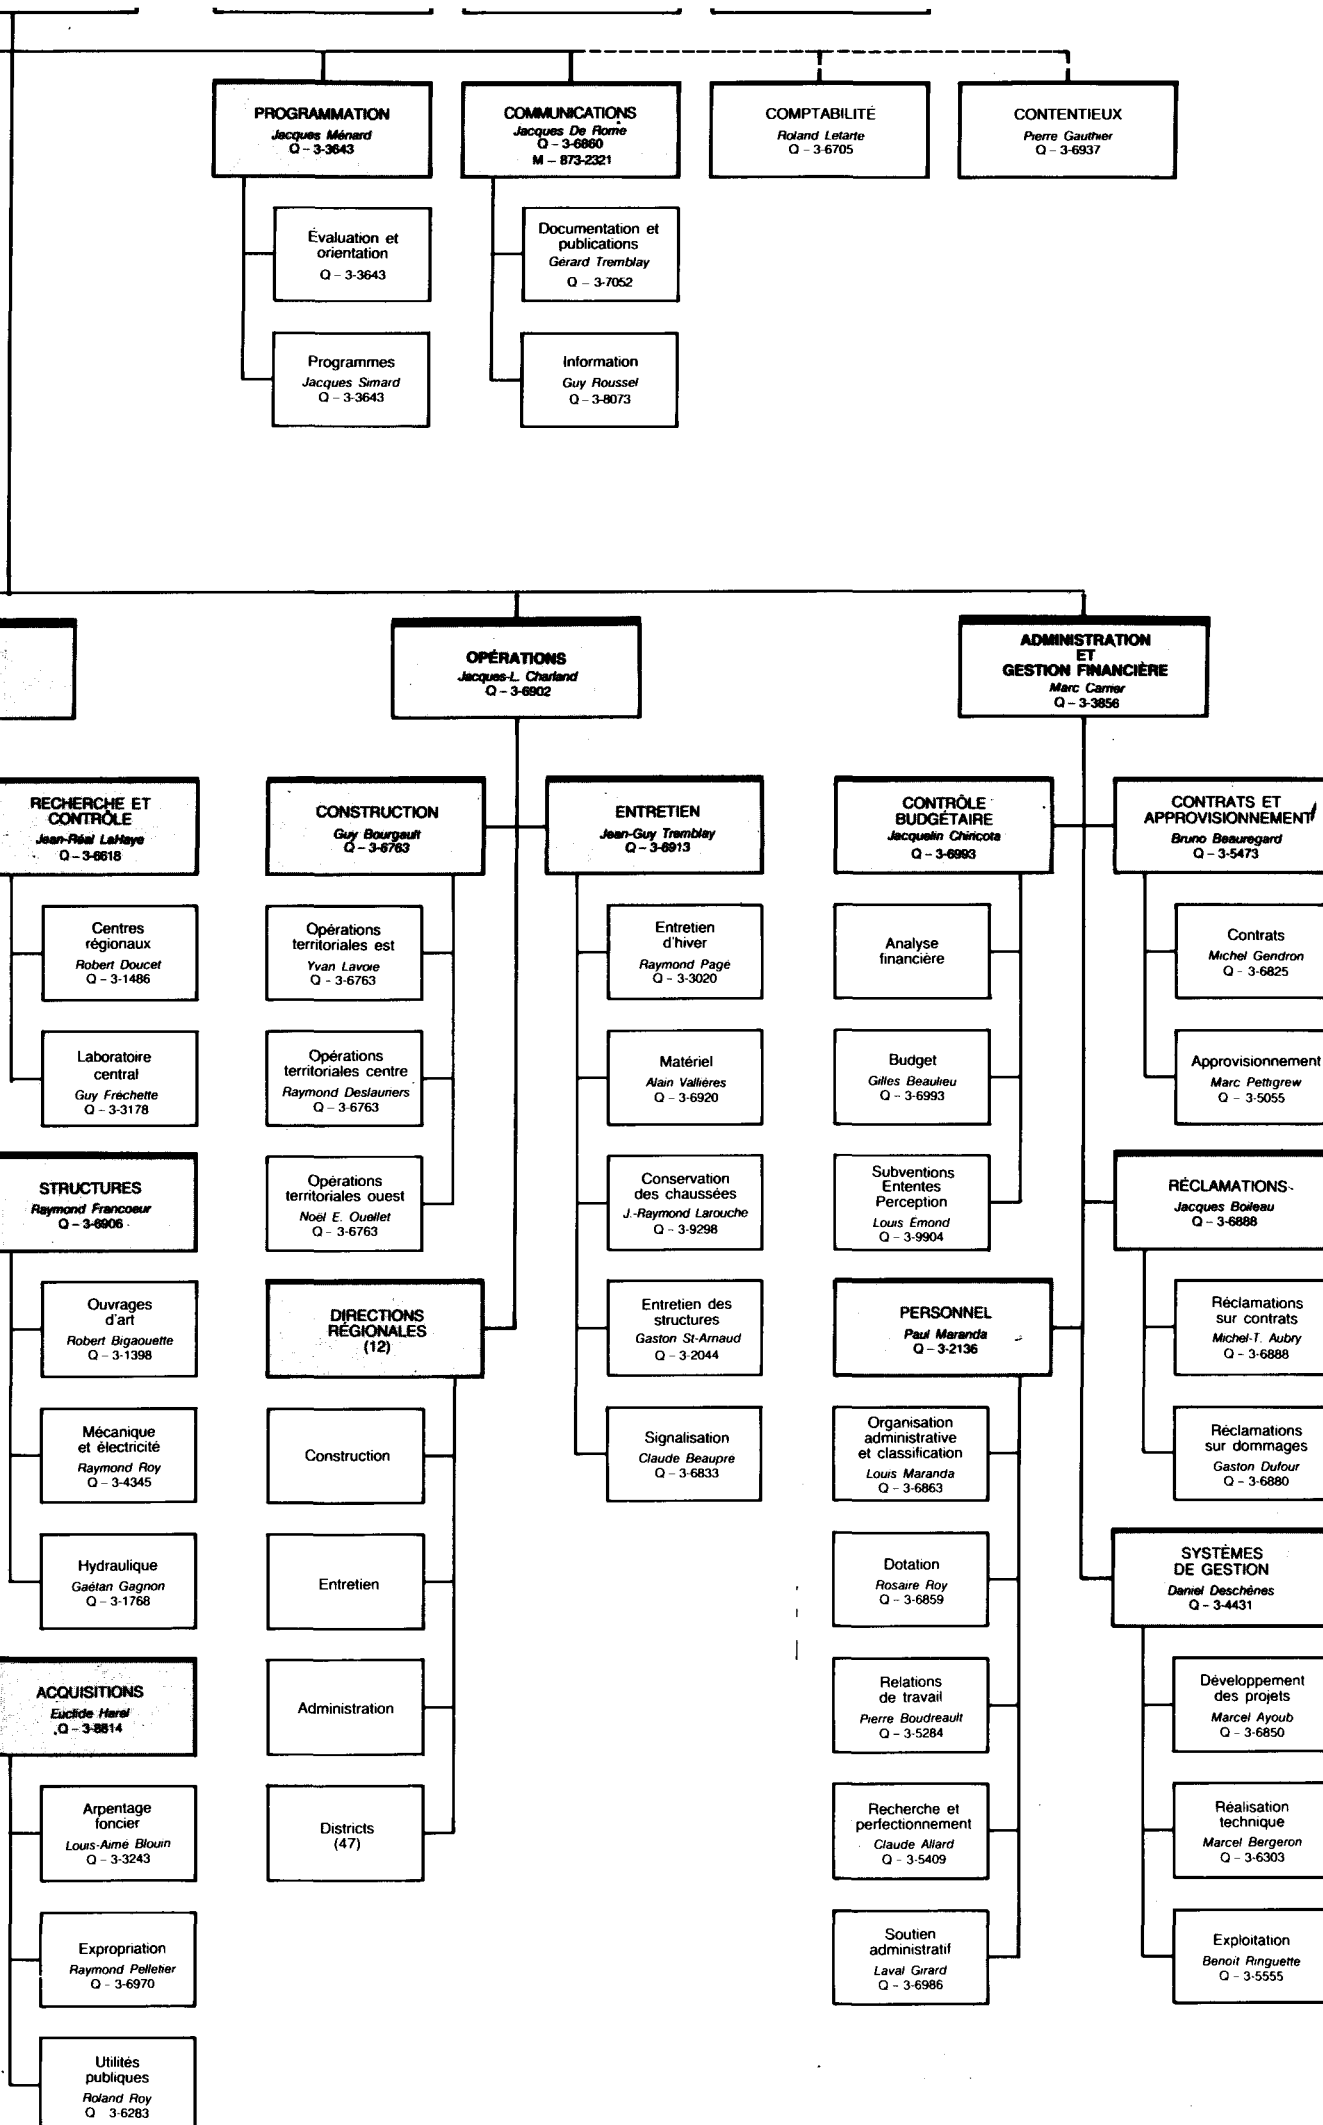 PROGRAMMATION
Jacques Ménard
Q – 3-3643
COMMUNICATIONS
Jacques De Rome
Q – 3-6860
M – 873-2321
COMPTABILITÉ
Roland Letarte
Q – 3-6705
CONTENTIEUX
Pierre Gauthier
Q – 3-6937
Évaluation et
orientation
Q – 3-3643
Documentation et
publications
Gérard Tremblay
Q – 3-7052
Programmes
Jacques Simard
Q – 3-3643
Information
Guy Roussel
Q – 3-8073
OPÉRATIONS
Jacques-L. Charland
Q – 3-6902
ADMINISTRATION
ET
GESTION FINANCIÈRE
Marc Carrier
Q – 3-3856
RECHERCHE ET
CONTRÔLE
Jean-Réal LaHaye
Q – 3-6618
Centres
régionaux
Robert Doucet
Q – 3-1486
Laboratoire
central
Guy Fréchette
Q – 3-3178
STRUCTURES
Raymond Francoeur
Q – 3-6906
Ouvrages
d'art
Robert Bigaouette
Q – 3-1398
Mécanique
et électricité
Raymond Roy
Q – 3-4345
Hydraulique
Gaétan Gagnon
Q – 3-1768
ACQUISITIONS
Euclide Harel
Q – 3-8814
Arpentage
foncier
Louis-Aimé Blouin
Q – 3-3243
Expropriation
Raymond Pelletier
Q – 3-6970
Utilités
publiques
Roland Roy
Q 3-6283
CONSTRUCTION
Guy Bourgault
Q – 3-6763
Opérations
territoriales est
Yvan Lavoie
Q – 3-6763
Opérations
territoriales centre
Raymond Deslauriers
Q – 3-6763
Opérations
territoriales ouest
Noël E. Ouellet
Q – 3-6763
DIRECTIONS
RÉGIONALES
(12)
Construction
Entretien
Administration
Districts
(47)
ENTRETIEN
Jean-Guy Tremblay
Q – 3-6913
Entretien
d'hiver
Raymond Pagé
Q – 3-3020
Matériel
Alain Vallières
Q – 3-6920
Conservation
des chaussées
J.-Raymond Larouche
Q – 3-9298
Entretien des
structures
Gaston St-Arnaud
Q – 3-2044
Signalisation
Claude Beaupre
Q – 3-6833
CONTRÔLE
BUDGÉTAIRE
Jacquelin Chiricota
Q – 3-6993
Analyse
financière
Budget
Gilles Beaulieu
Q – 3-6993
Subventions
Ententes
Perception
Louis Emond
Q – 3-9904
PERSONNEL
Paul Maranda
Q – 3-2136
Organisation
administrative
et classification
Louis Maranda
Q – 3-6863
Dotation
Rosaire Roy
Q – 3-6859
Relations
de travail
Pierre Boudreault
Q – 3-5284
Recherche et
perfectionnement
Claude Allard
Q – 3-5409
Soutien
administratif
Laval Girard
Q – 3-6986
CONTRATS ET
APPROVISIONNEMENT
Bruno Beauregard
Q – 3-5473
Contrats
Michel Gendron
Q – 3-6825
Approvisionnement
Marc Pettigrew
Q – 3-5055
RÉCLAMATIONS
Jacques Boileau
Q – 3-6888
Réclamations
sur contrats
Michel-T. Aubry
Q – 3-6888
Réclamations
sur dommages
Gaston Dufour
Q – 3-6880
SYSTÈMES
DE GESTION
Daniel Deschénes
Q – 3-4431
Développement
des projets
Marcel Ayoub
Q – 3-6850
Réalisation
technique
Marcel Bergeron
Q – 3-6303
Exploitation
Benoit Ringuette
Q – 3-5555